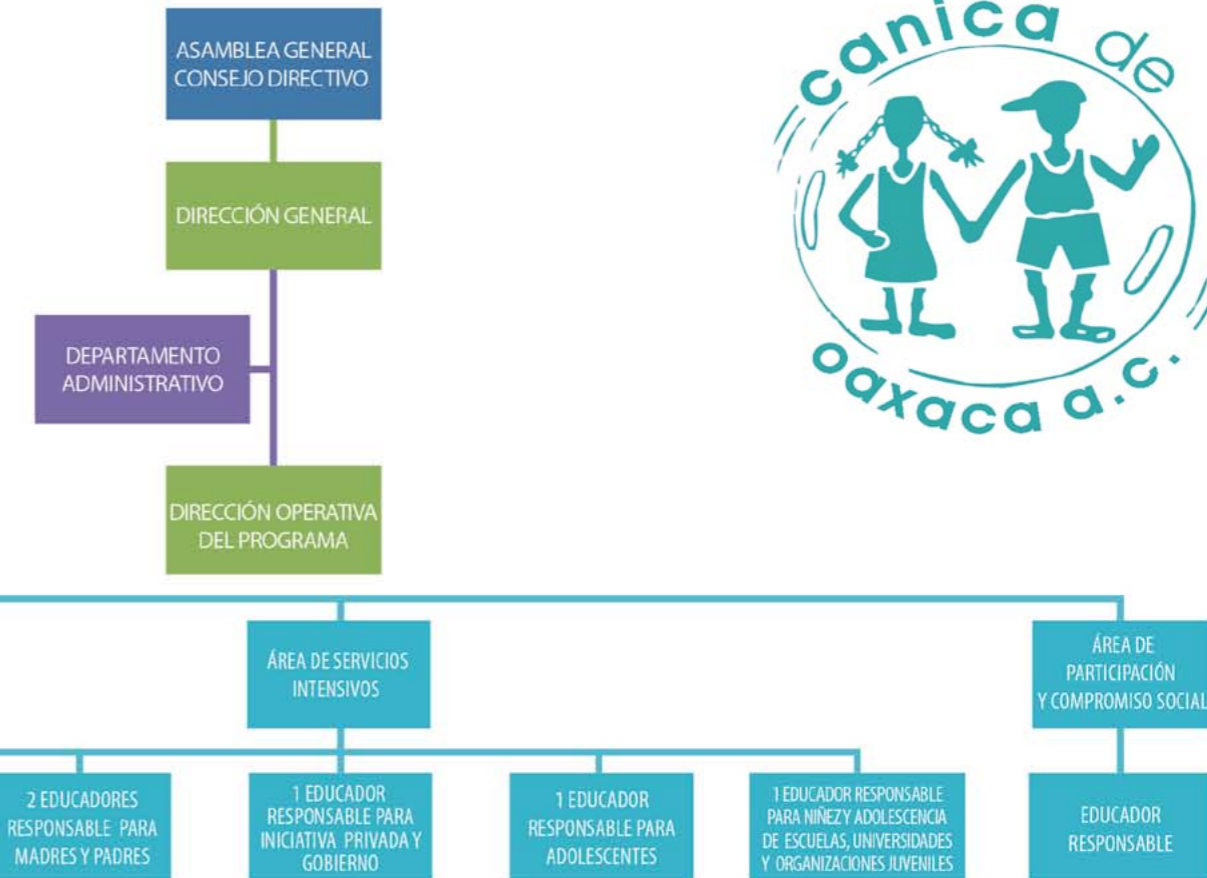 ASAMBLEA GENERAL
CONSEJO DIRECTIVO
canica de
oaxaca a.c.
DIRECCIÓN GENERAL
DEPARTAMENTO
ADMINISTRATIVO
DIRECCIÓN OPERATIVA
DEL PROGRAMA
ÁREA DE SERVICIOS
INTENSIVOS
ÁREA DE
PARTICIPACIÓN
Y COMPROMISO SOCIAL
2 EDUCADORES
RESPONSABLE PARA
MADRES Y PADRES
1 EDUCADOR
RESPONSABLE PARA
INICIATIVA PRIVADA Y
GOBIERNO
1 EDUCADOR
RESPONSABLE PARA
ADOLESCENTES
1 EDUCADOR RESPONSABLE
PARA NIÑEZ Y ADOLESCENCIA
DE ESCUELAS, UNIVERSIDADES
Y ORGANIZACIONES JUVENILES
EDUCADOR
RESPONSABLE